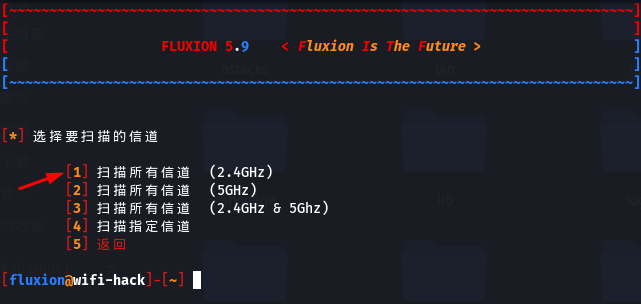 [~~~~~~~~~~~~~~~~~~~~~~~~~~~~~~~~~~~~~~~~~~~~~~~~~~~~~~~~~~~~~~~~~~~~~~~~~~~~~~]
[ ]
[ FLUXION 5.9 < Fluxion Is The Future > ]
[ ]
[~~~~~~~~~~~~~~~~~~~~~~~~~~~~~~~~~~~~~~~~~~~~~~~~~~~~~~~~~~~~~~~~~~~~~~~~~~~~~~]
attacks
[*] 选择要扫描的信道
[1] 扫描所有信道 (2.4GHz)
[2] 扫描所有信道 (5GHz)
[3] 扫描所有信道 (2.4GHz & 5Ghz)
[4] 扫描指定信道
[5] 返回
lib
[fluxion@wifi-hack]-[~]